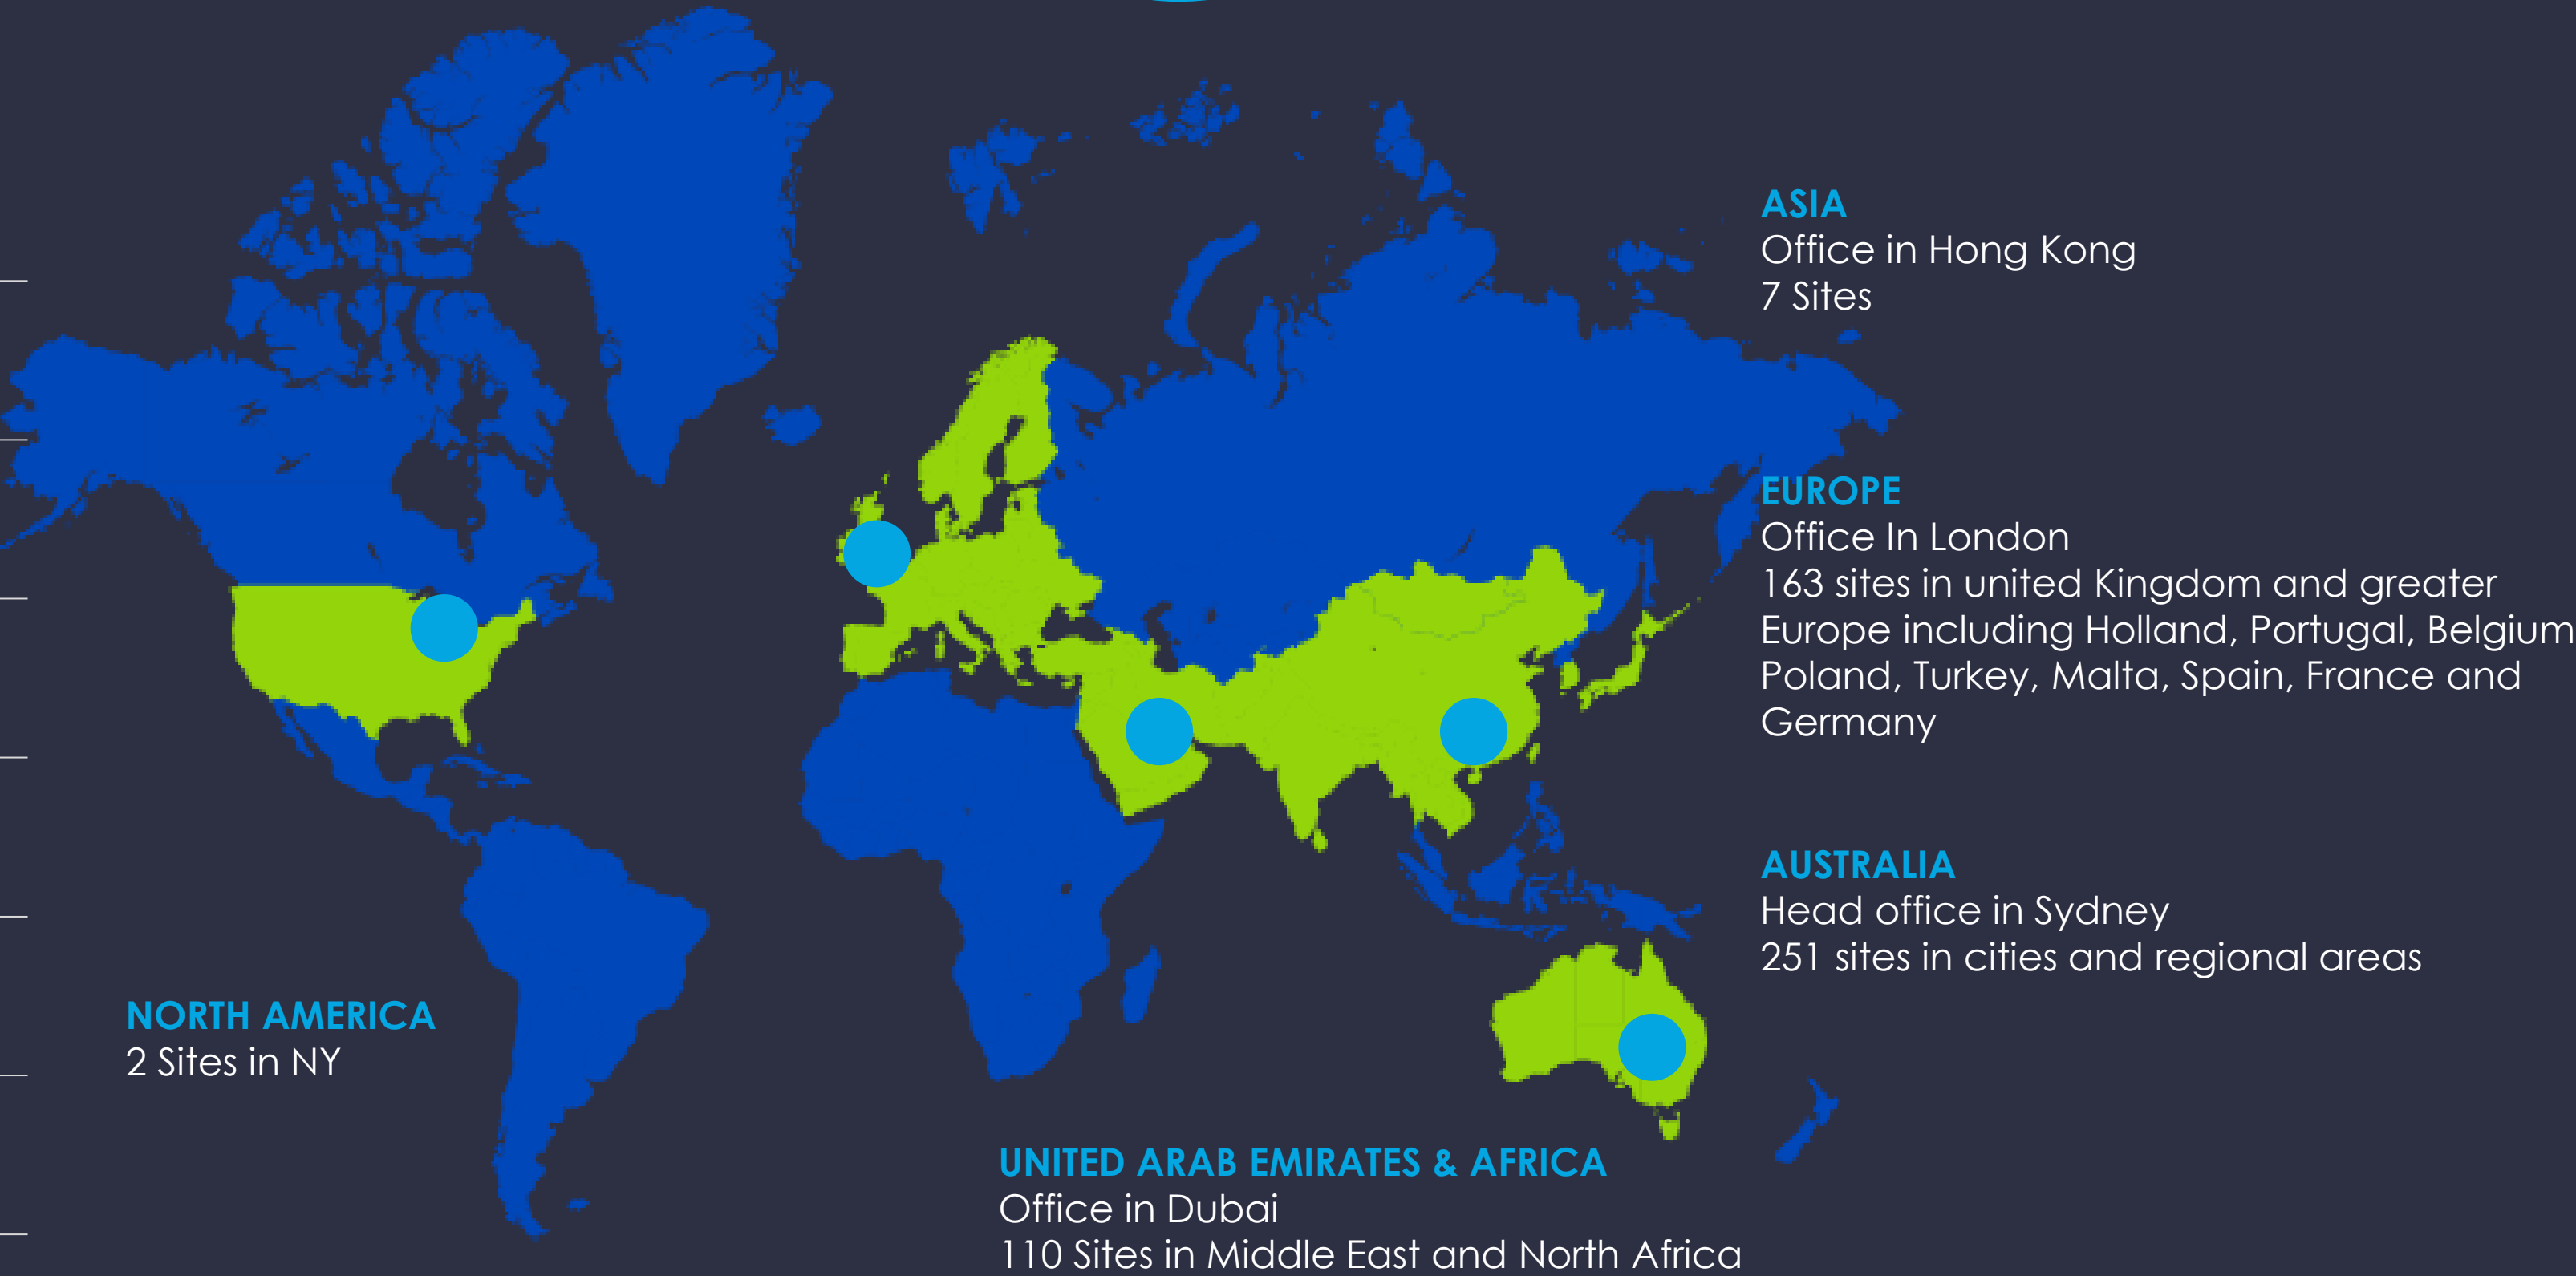 ASIA
Office in Hong Kong
7 Sites
EUROPE
Office In London
163 sites in united Kingdom and greater
Europe including Holland, Portugal, Belgium
Poland, Turkey, Malta, Spain, France and
Germany
AUSTRALIA
Head office in Sydney
251 sites in cities and regional areas
NORTH AMERICA
2 Sites in NY
UNITED ARAB EMIRATES & AFRICA
Office in Dubai
110 Sites in Middle East and North Africa